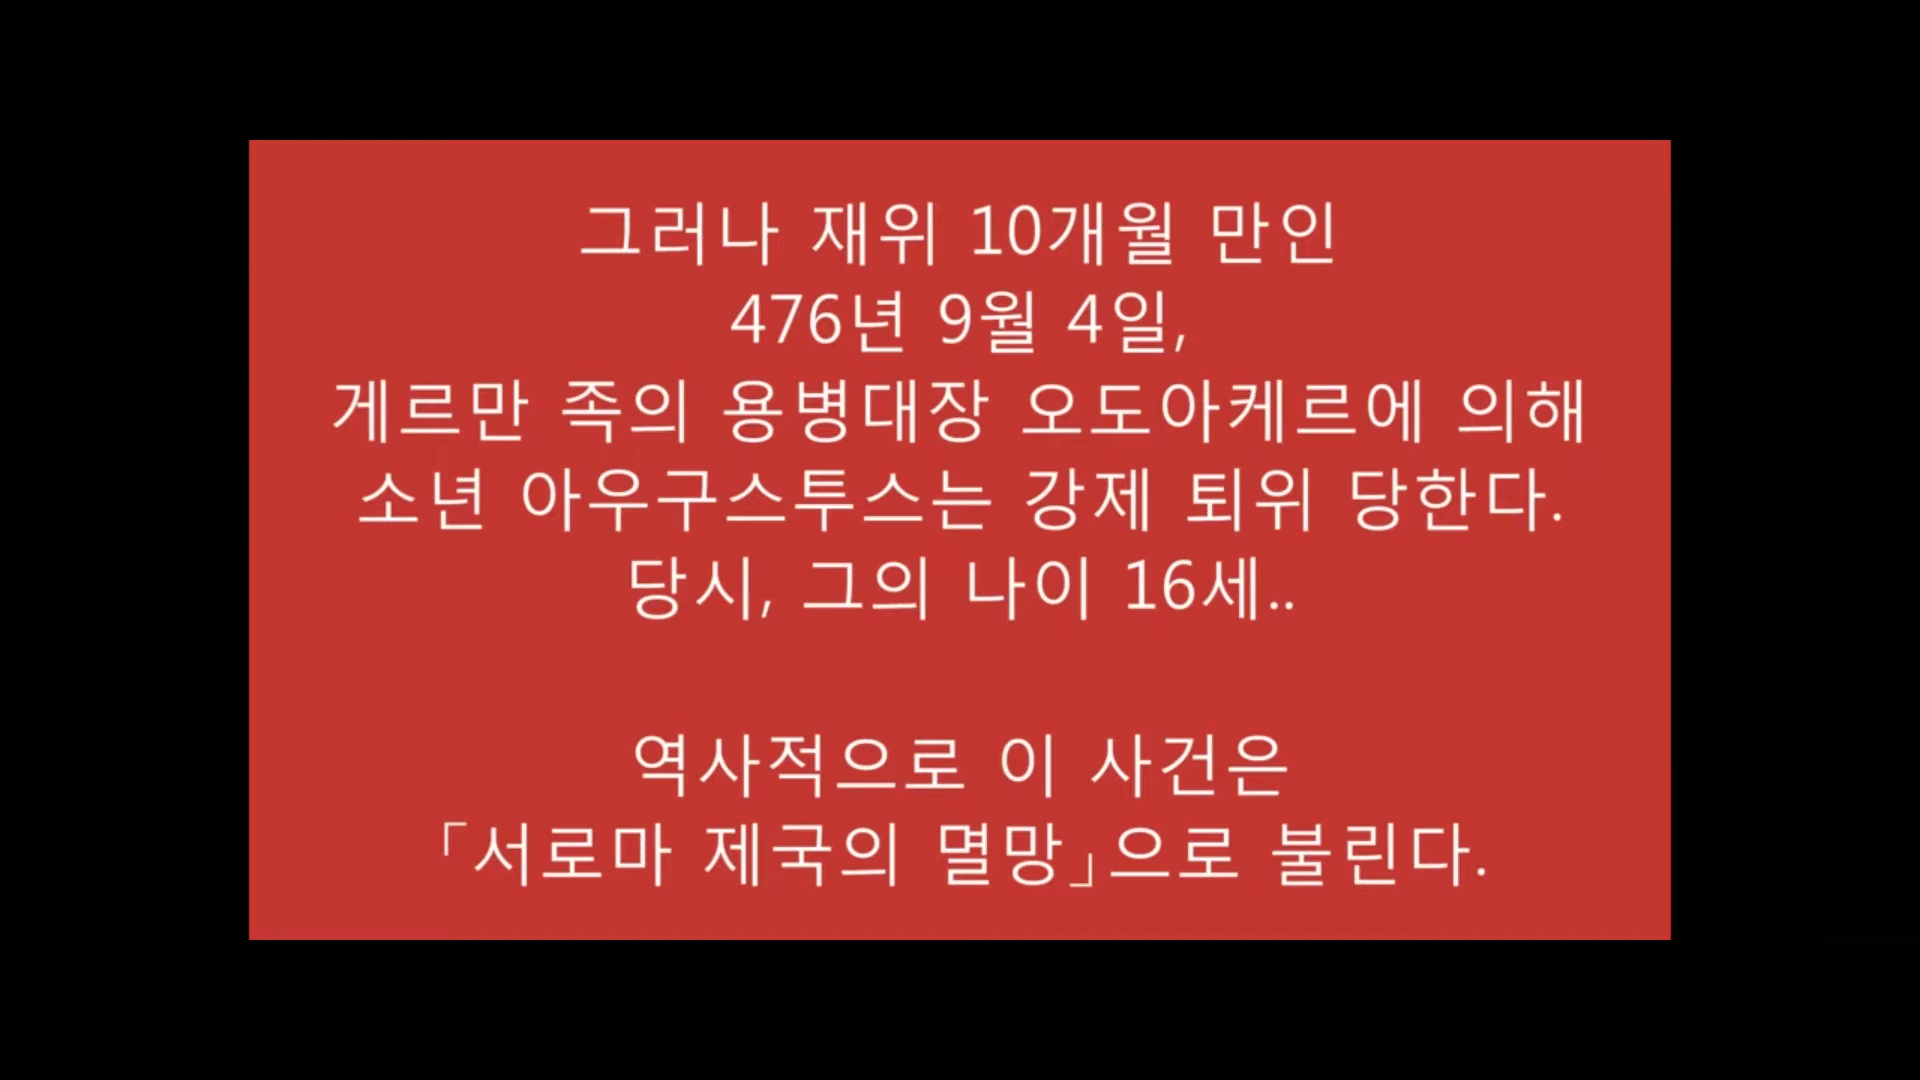 그러나 재위 10개월 만인
476년 9월 4일,
게르만 족의 용병대장 오도아케르에 의해
소년 아우구스투스는 강제 퇴위 당한다.
당시, 그의 나이 16세..
역사적으로 이 사건은
「서로마 제국의 멸망」으로 불린다.